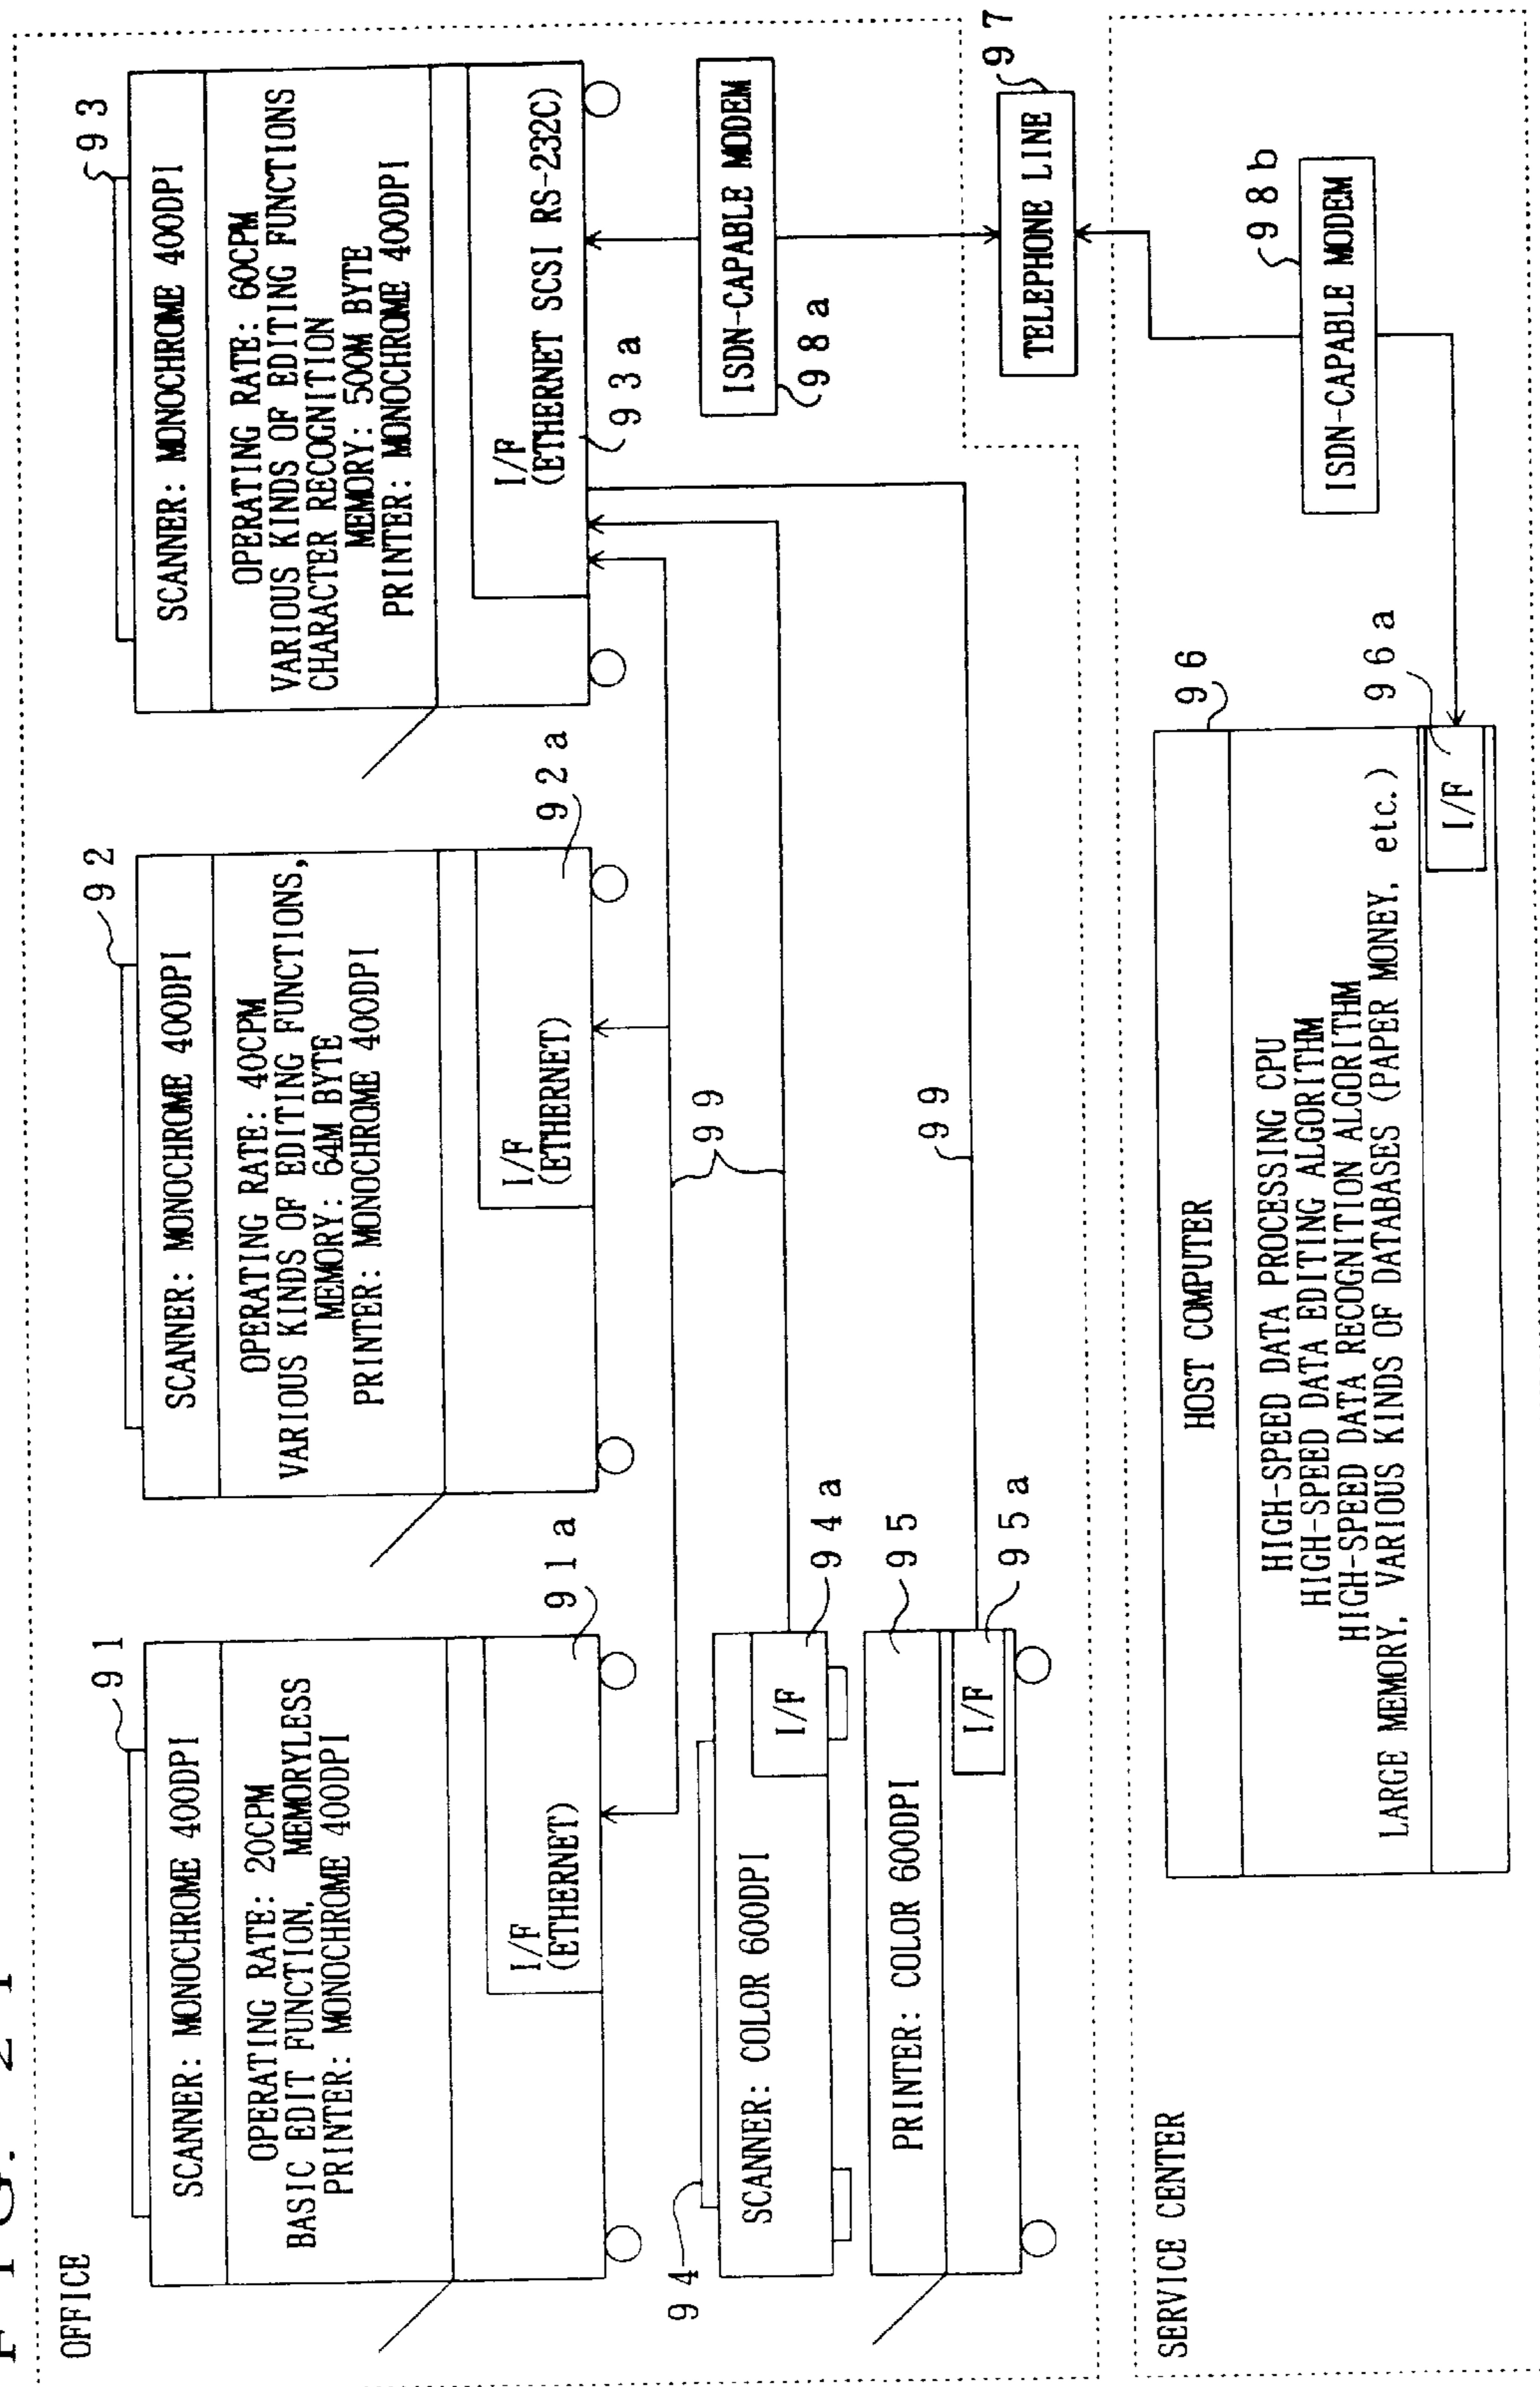 FIG. 21
OFFICE
91
SCANNER: MONOCHROME 400DPI
OPERATING RATE: 20CPM
BASIC EDIT FUNCTION, MEMORYLESS
PRINTER: MONOCHROME 400DPI
I/F
(ETHERNET)
91a
92
SCANNER: MONOCHROME 400DPI
OPERATING RATE: 40CPM
VARIOUS KINDS OF EDITING FUNCTIONS,
MEMORY: 64M BYTE
PRINTER: MONOCHROME 400DPI
I/F
(ETHERNET)
92a
93
SCANNER: MONOCHROME 400DPI
OPERATING RATE: 60CPM
VARIOUS KINDS OF EDITING FUNCTIONS
CHARACTER RECOGNITION
MEMORY: 500M BYTE
PRINTER: MONOCHROME 400DPI
I/F
(ETHERNET SCSI RS-232C)
93a
94
SCANNER: COLOR 600DPI
I/F
94a
99
ISDN-CAPABLE MODEM
98a
PRINTER: COLOR 600DPI
95
I/F
95a
99
TELEPHONE LINE
97
SERVICE CENTER
HOST COMPUTER
96
HIGH-SPEED DATA PROCESSING CPU
HIGH-SPEED DATA EDITING ALGORITHM
HIGH-SPEED DATA RECOGNITION ALGORITHM
LARGE MEMORY, VARIOUS KINDS OF DATABASES (PAPER MONEY, etc.)
I/F
96a
ISDN-CAPABLE MODEM
98b